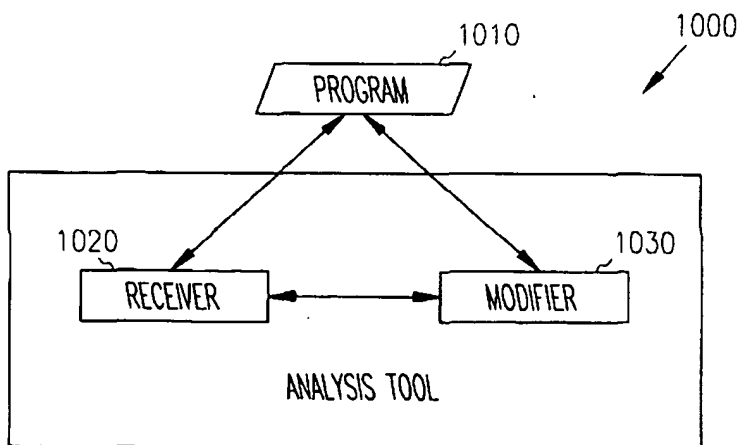 1010
1000
PROGRAM
1020
1030
RECEIVER
MODIFIER
ANALYSIS TOOL